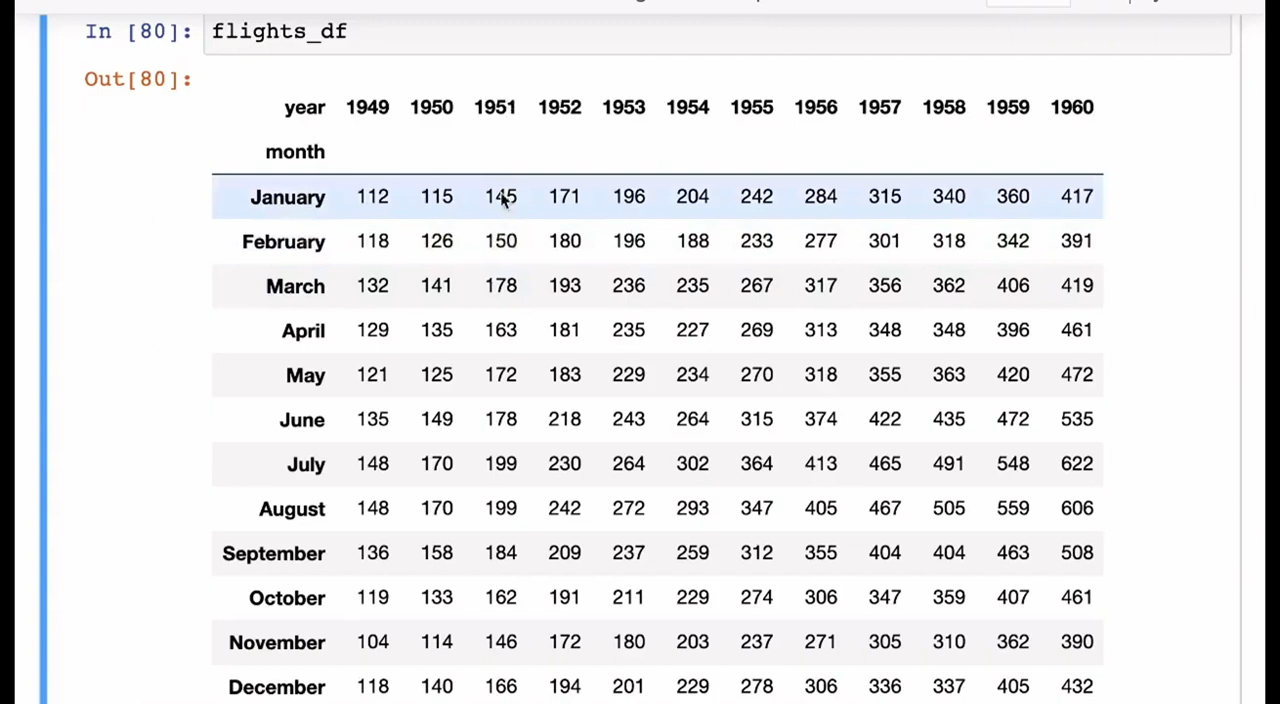 In [80]: flights_df
Out[80]:
year 1949 1950 1951 1952 1953 1954 1955 1956 1957 1958 1959 1960
month
January 112 115 145 171 196 204 242 284 315 340 360 417
February 118 126 150 180 196 188 233 277 301 318 342 391
March 132 141 178 193 236 235 267 317 356 362 406 419
April 129 135 163 181 235 227 269 313 348 348 396 461
May 121 125 172 183 229 234 270 318 355 363 420 472
June 135 149 178 218 243 264 315 374 422 435 472 535
July 148 170 199 230 264 302 364 413 465 491 548 622
August 148 170 199 242 272 293 347 405 467 505 559 606
September 136 158 184 209 237 259 312 355 404 404 463 508
October 119 133 162 191 211 229 274 306 347 359 407 461
November 104 114 146 172 180 203 237 271 305 310 362 390
December 118 140 166 194 201 229 278 306 336 337 405 432